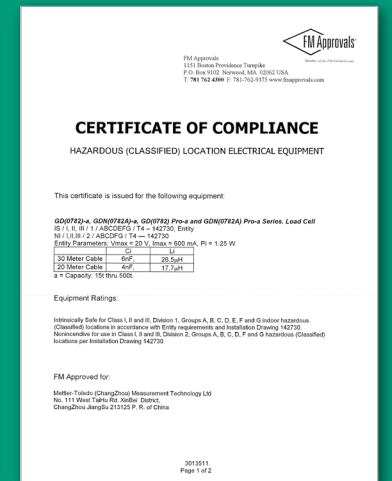 FM Approvals
Member of the FM Global Group
FM Approvals
1151 Boston Providence Turnpike
P.O. Box 9102 Norwood, MA 02062 USA
T: 781 762 4300 F: 781-762-9375 www.fmapprovals.com
CERTIFICATE OF COMPLIANCE
HAZARDOUS (CLASSIFIED) LOCATION ELECTRICAL EQUIPMENT
This certificate is issued for the following equipment:
GD(0782)-a, GDN(0782A)-a, GD(0782) Pro-a and GDN(0782A) Pro-a Series. Load Cell
IS / I, II, III / 1 / ABCDEFG / T4 – 142730; Entity
NI / I,II,III / 2 / ABCDFG / T4 — 142730
Entity Parameters: Vmax = 20 V, Imax = 600 mA, Pi = 1.25 W
Ci Li
30 Meter Cable 6nF, 26.5µH
20 Meter Cable 4nF, 17.7µH
a = Capacity: 15t thru 500t.
Equipment Ratings:
Intrinsically Safe for Class I, II and III, Division 1, Groups A, B, C, D, E, F and G indoor hazardous
(Classified) locations in accordance with Entity requirements and Installation Drawing 142730.
Nonincendive for use in Class I, II and III, Division 2, Groups A, B, C, D, F and G hazardous (Classified)
locations per Installation Drawing 142730
FM Approved for:
Mettler-Toledo (ChangZhou) Measurement Technology Ltd
No. 111 West TaiHu Rd. XinBei District,
ChangZhou JiangSu 213125 P. R. of China
3013511
Page 1 of 2